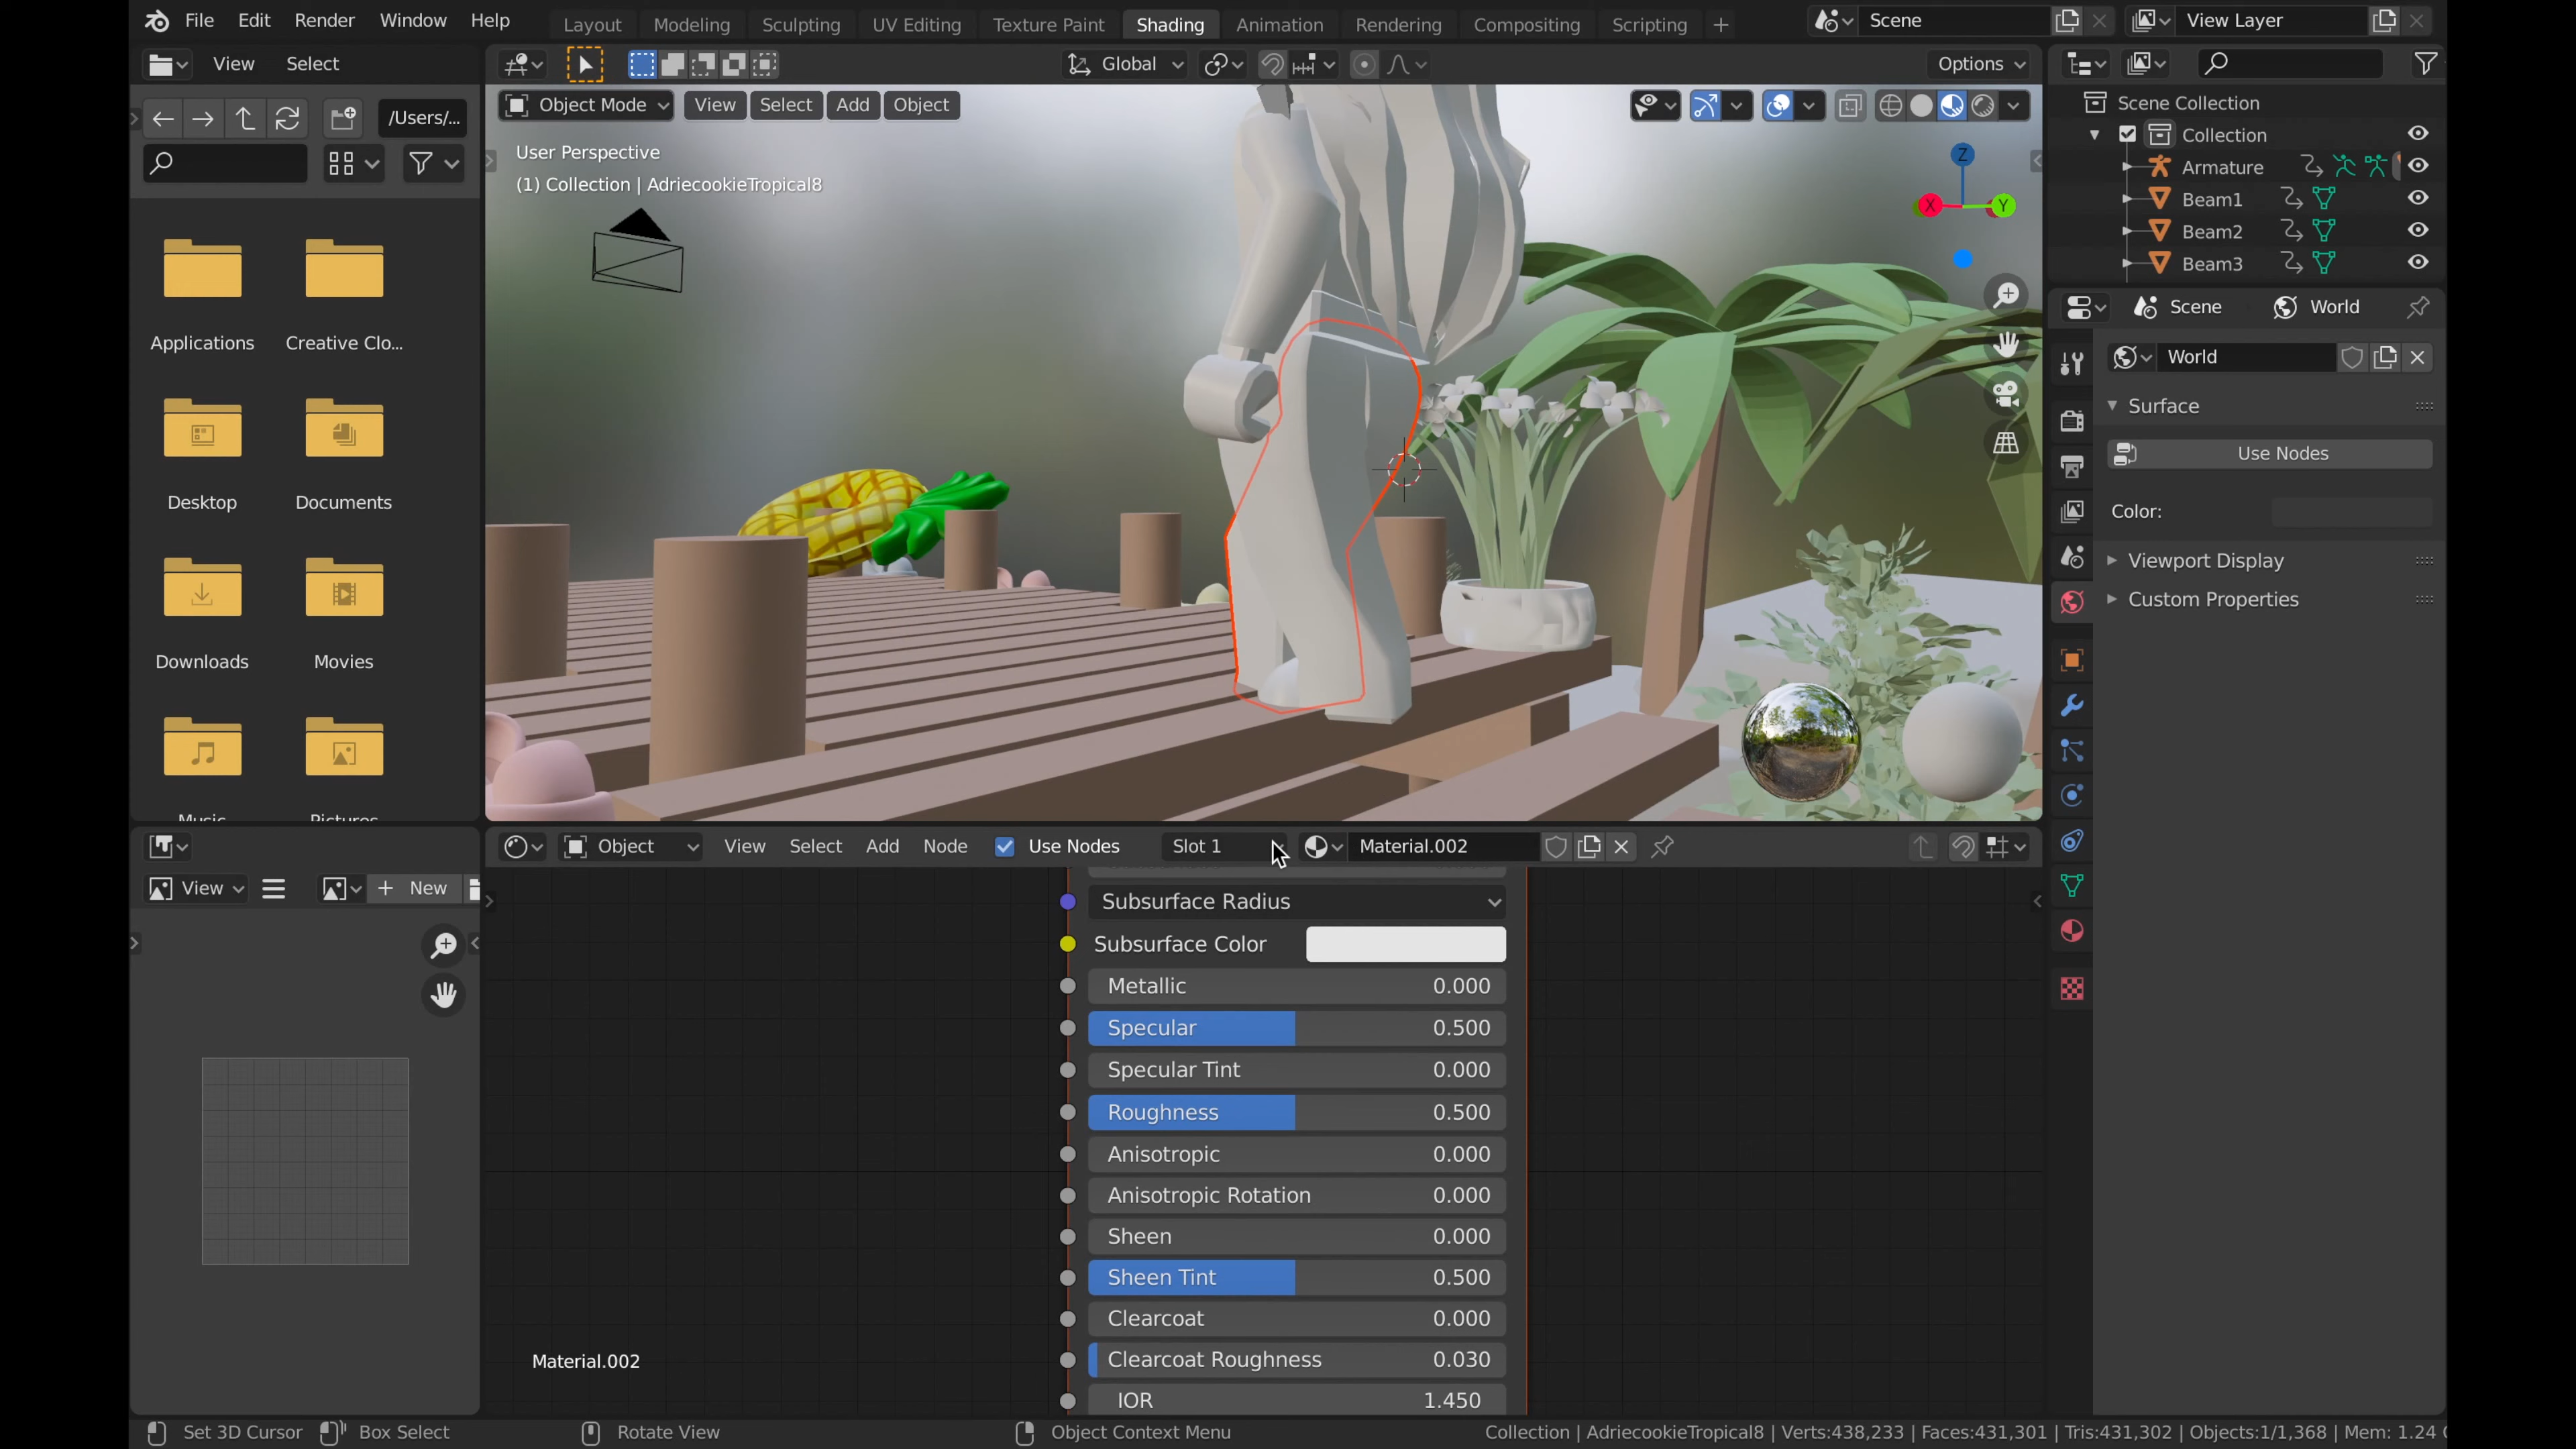 File Edit Render Window Help Layout Modeling Sculpting UV Editing Texture Paint Shading Animation Rendering Compositing Scripting + Scene View Layer
View Select Global Options
Object Mode View Select Add Object
/Users/...
User Perspective
(1) Collection | AdriecookieTropical8
Applications Creative Clo...
Desktop Documents
Downloads Movies
Z
X
Y
Scene Collection
Collection
Armature
Beam1
Beam2
Beam3
Scene World
World
Surface
Use Nodes
Color:
Viewport Display
Custom Properties
Object View Select Add Node Use Nodes Slot 1 Material.002
View + New
Subsurface Radius
Subsurface Color
Metallic 0.000
Specular 0.500
Specular Tint 0.000
Roughness 0.500
Anisotropic 0.000
Anisotropic Rotation 0.000
Sheen 0.000
Sheen Tint 0.500
Clearcoat 0.000
Clearcoat Roughness 0.030
IOR 1.450
Material.002
Set 3D Cursor Box Select Rotate View Object Context Menu Collection | AdriecookieTropical8 | Verts:438,233 | Faces:431,301 | Tris:431,302 | Objects:1/1,368 | Mem: 1.24